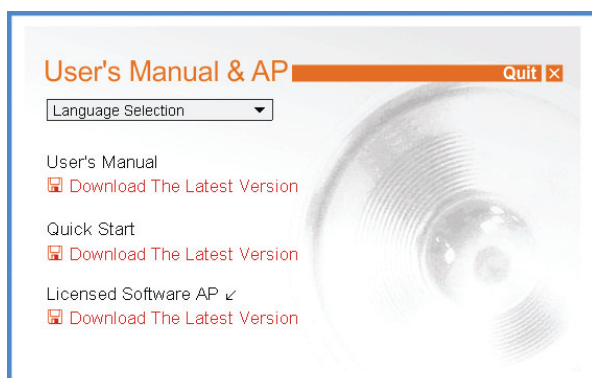 User's Manual & AP
Quit
Language Selection
User's Manual
Download The Latest Version
Quick Start
Download The Latest Version
Licensed Software AP ↙
Download The Latest Version